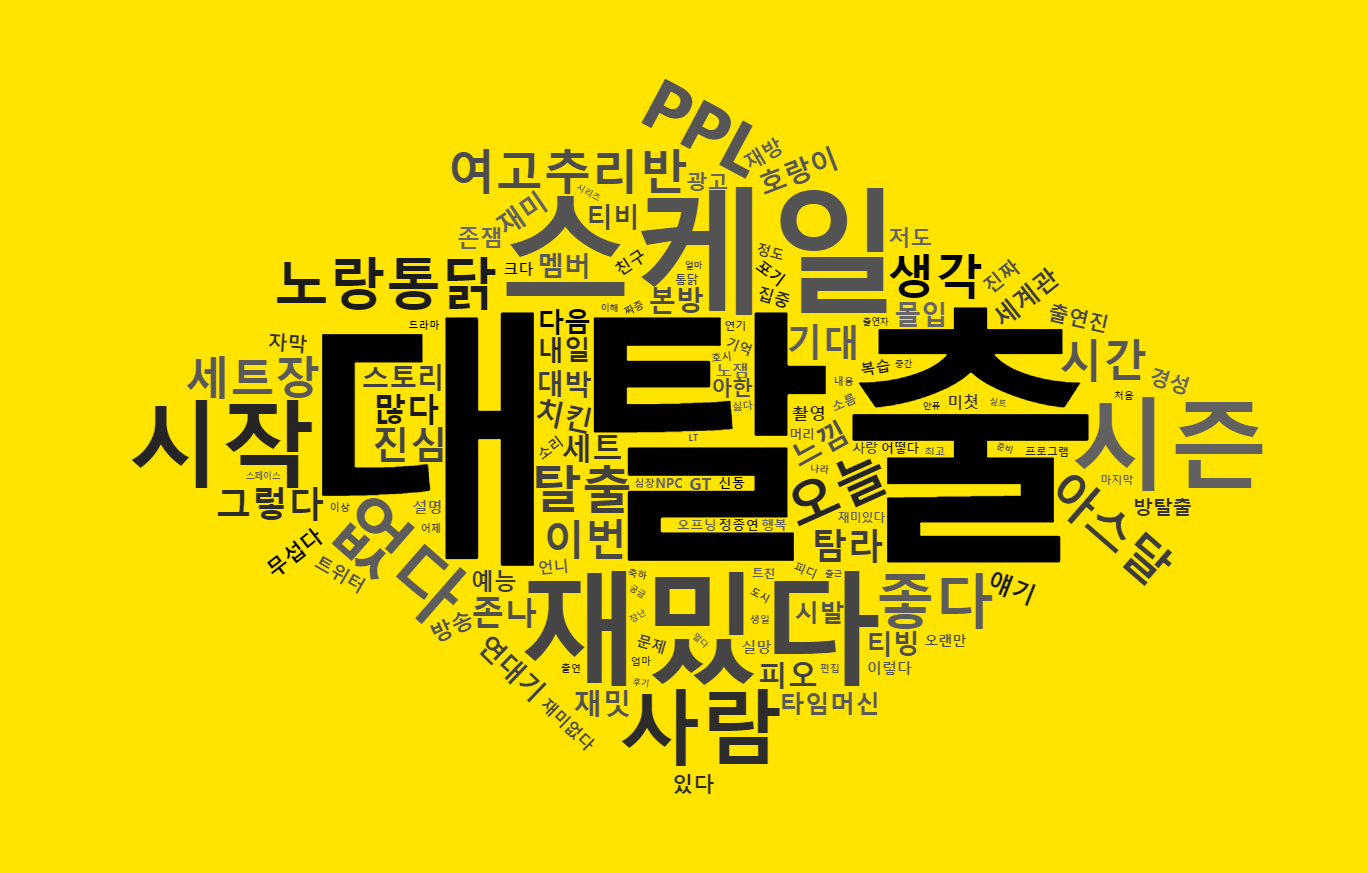 PPL
재방
여고추리반
광고
호랑이
시리즈
재미
티비
스케일
존잼
저도
노랑통닭
크다
멤버
친구
얼마
정도
포기
통닭
집중
본방
생각
진짜
세계관
이해
짜증
출연자
몰입
출연진
드라마
다음
연기
기대
자막
내일
기억
호시
노잼
복습
중간
시간
세트장
스토리
대박
아한
내용
경성
대탈출
많다
치킨
싫다
소름
안퓨
미쳣
처음
시작
진심
소리
세트
LT
촬영
머리
느낌
사랑
어떻다
최고
준비
프로그램
시즌
스페이스
탈출
심장
NPC
GT
신동
나라
오늘
마지막
그렇다
이상
설명
아스달
방탈출
없다
어제
이번
오프닝
정종연
행복
재미있다
탐라
무섭다
트위터
언니
예능
축하
궁금
트친
피디
출근
도시
얘기
방송
존나
재밌다
장난
생일
시발
좋다
연대기
문제
멀다
실망
티빙
오랜만
출연
엄마
피오
편집
이렇다
후기
재밋
사람
타임머신
재미없다
있다